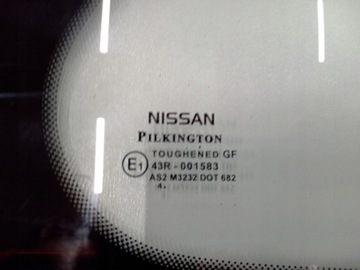 NISSAN
PILKINGTON
TOUGHENED GF
E1
43R - 001583
AS2 M3232 DOT 682